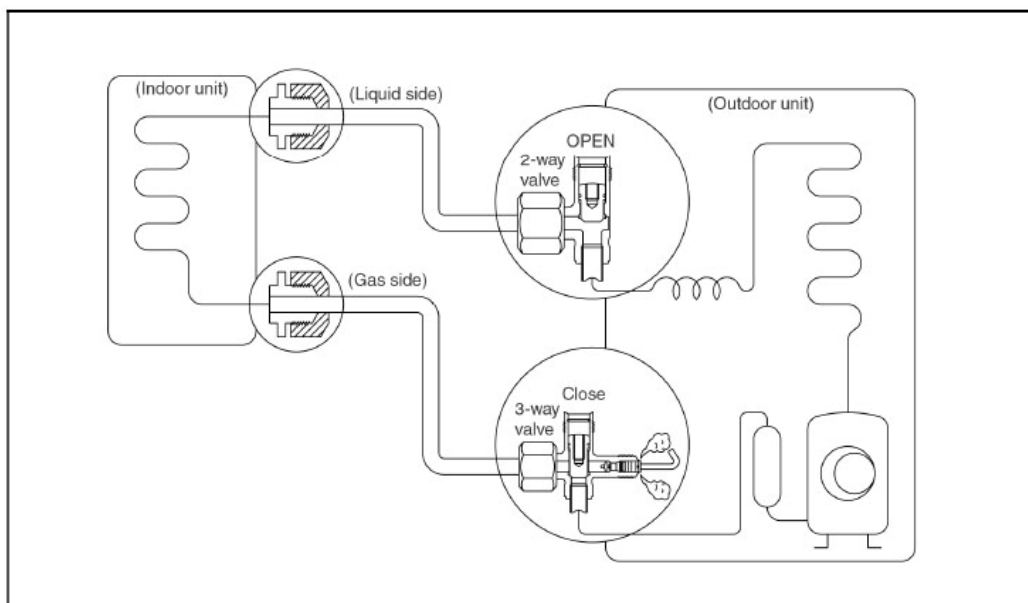 (Indoor unit)
(Liquid side)
(Outdoor unit)
OPEN
2-way
valve
(Gas side)
Close
3-way
valve